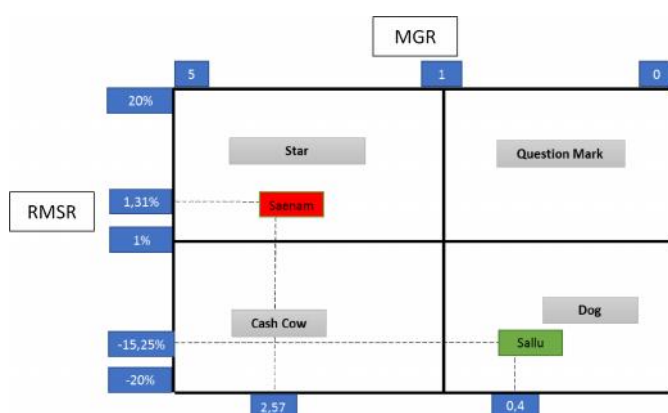 MGR
5
1
0
20%
Star
Question Mark
RMSR
1,31%
Saenam
1%
Dog
Cash Cow
-15,25%
Sallu
-20%
2,57
0,4